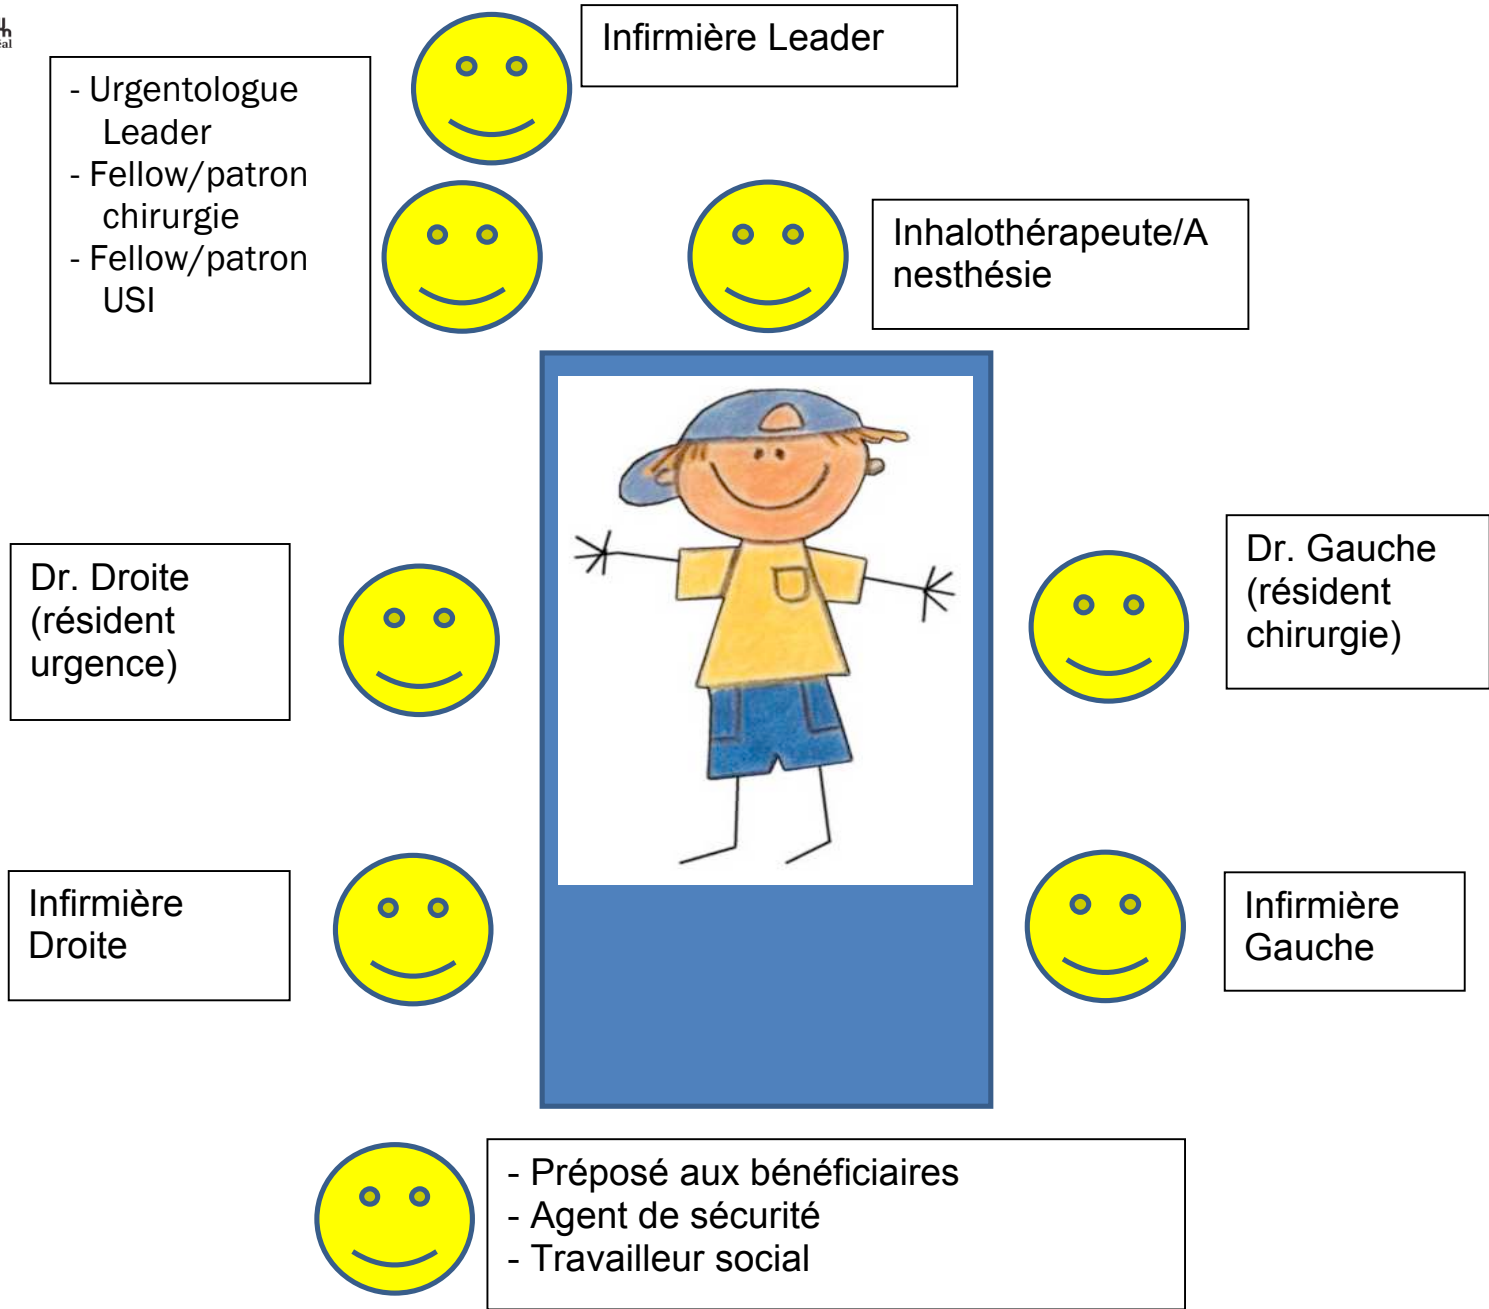 éal
Infirmière Leader
- Urgentologue
Leader
- Fellow/patron
chirurgie
- Fellow/patron
USI
Inhalothérapeute/A
nesthésie
Dr. Droite
(résident
urgence)
Dr. Gauche
(résident
chirurgie)
Infirmière
Droite
Infirmière
Gauche
- Préposé aux bénéficiaires
- Agent de sécurité
- Travailleur social